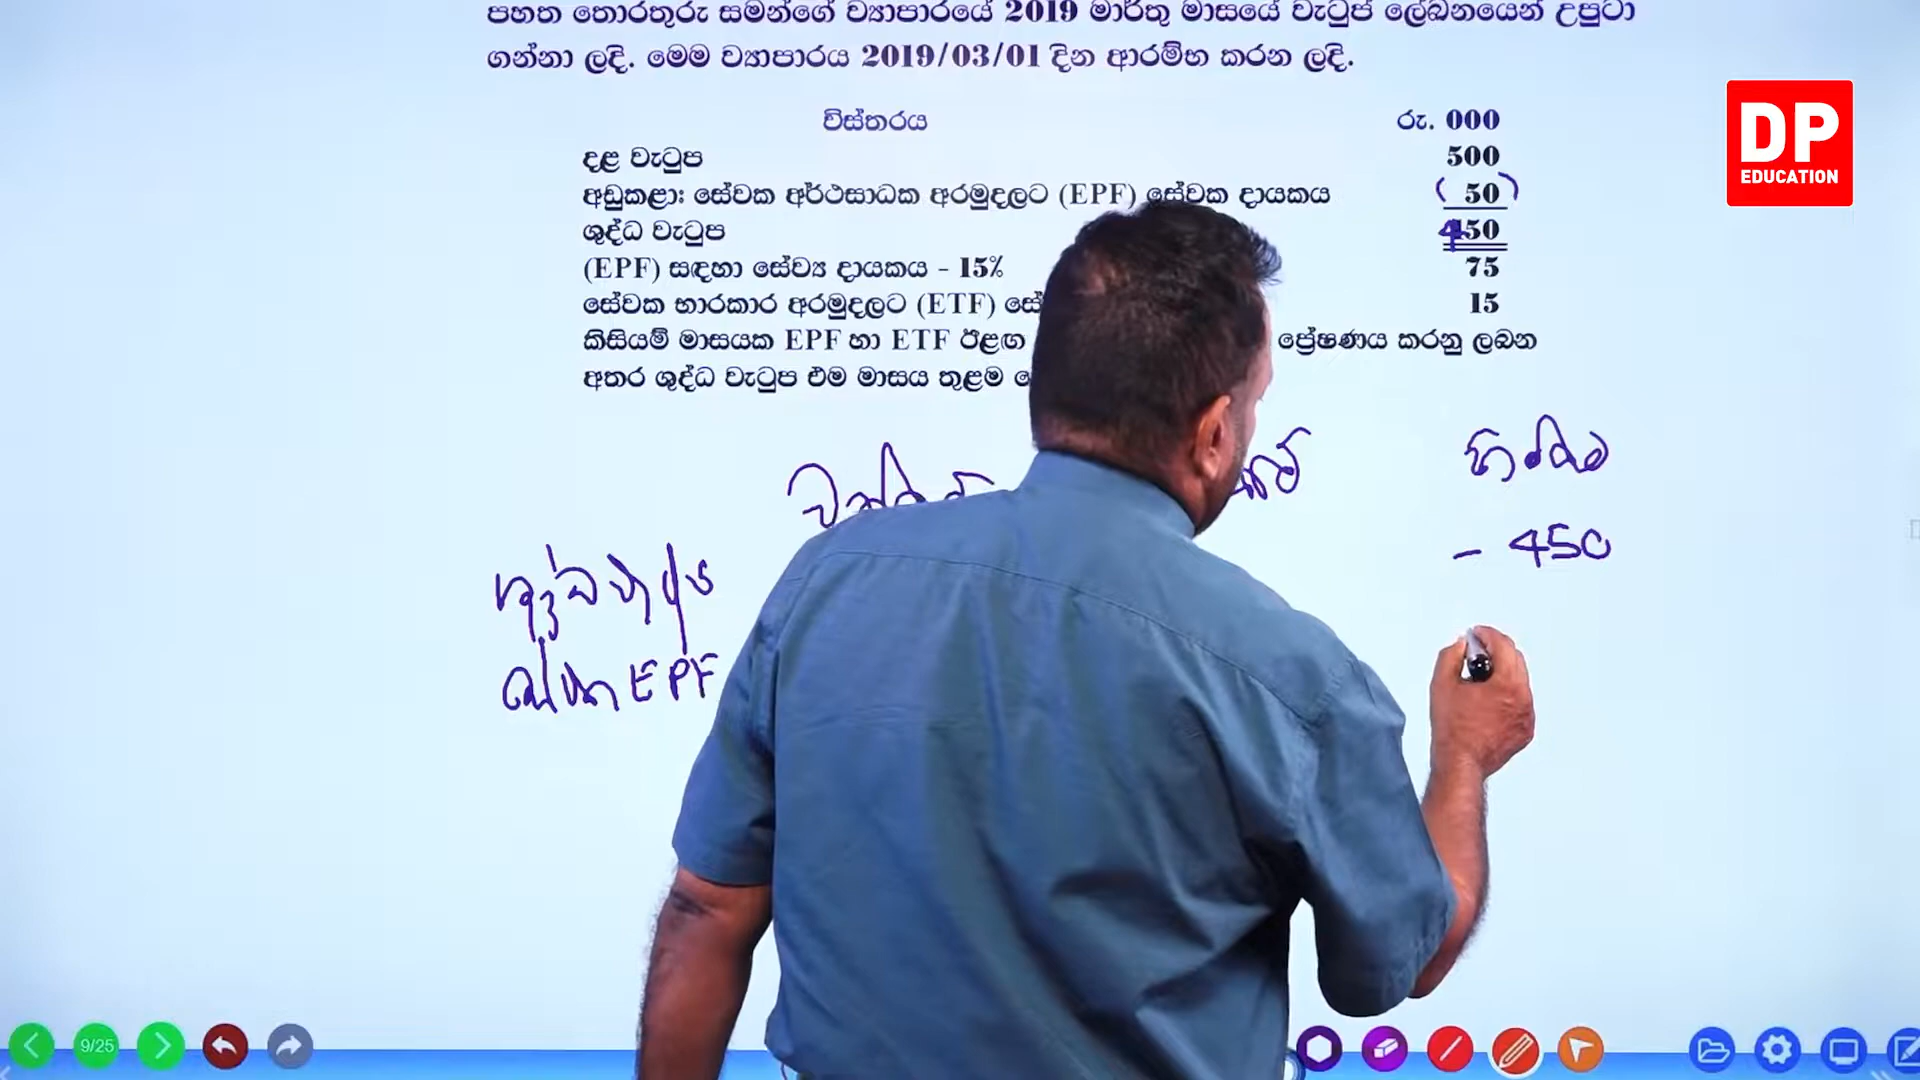 පහත තොරතුරු සමන්ගේ ව්‍යාපාරයේ 2019 මාර්තු මාසයේ වැටුප් ලේඛනයෙන් උපුටා
ගන්නා ලදි. මෙම ව්‍යාපාරය 2019/03/01 දින ආරම්භ කරන ලදි.
විස්තරය රු. 000
දළ වැටුප 500
අඩුකළා: සේවක අර්ථසාධක අරමුදලට (EPF) සේවක දායකය (50)
ශුද්ධ වැටුප 450
(EPF) සඳහා සේව්‍ය දායකය - 15% 75
සේවක භාරකාර අරමුදලට (ETF) සේ 15
කිසියම් මාසයක EPF හා ETF ඊළඟ ප්‍රේෂණය කරනු ලබන
අතර ශුද්ධ වැටුප එම මාසය තුළම
හිමිකම
ශුද්ධ වැටුප - 450
සේවක EPF
DP
EDUCATION
9/25